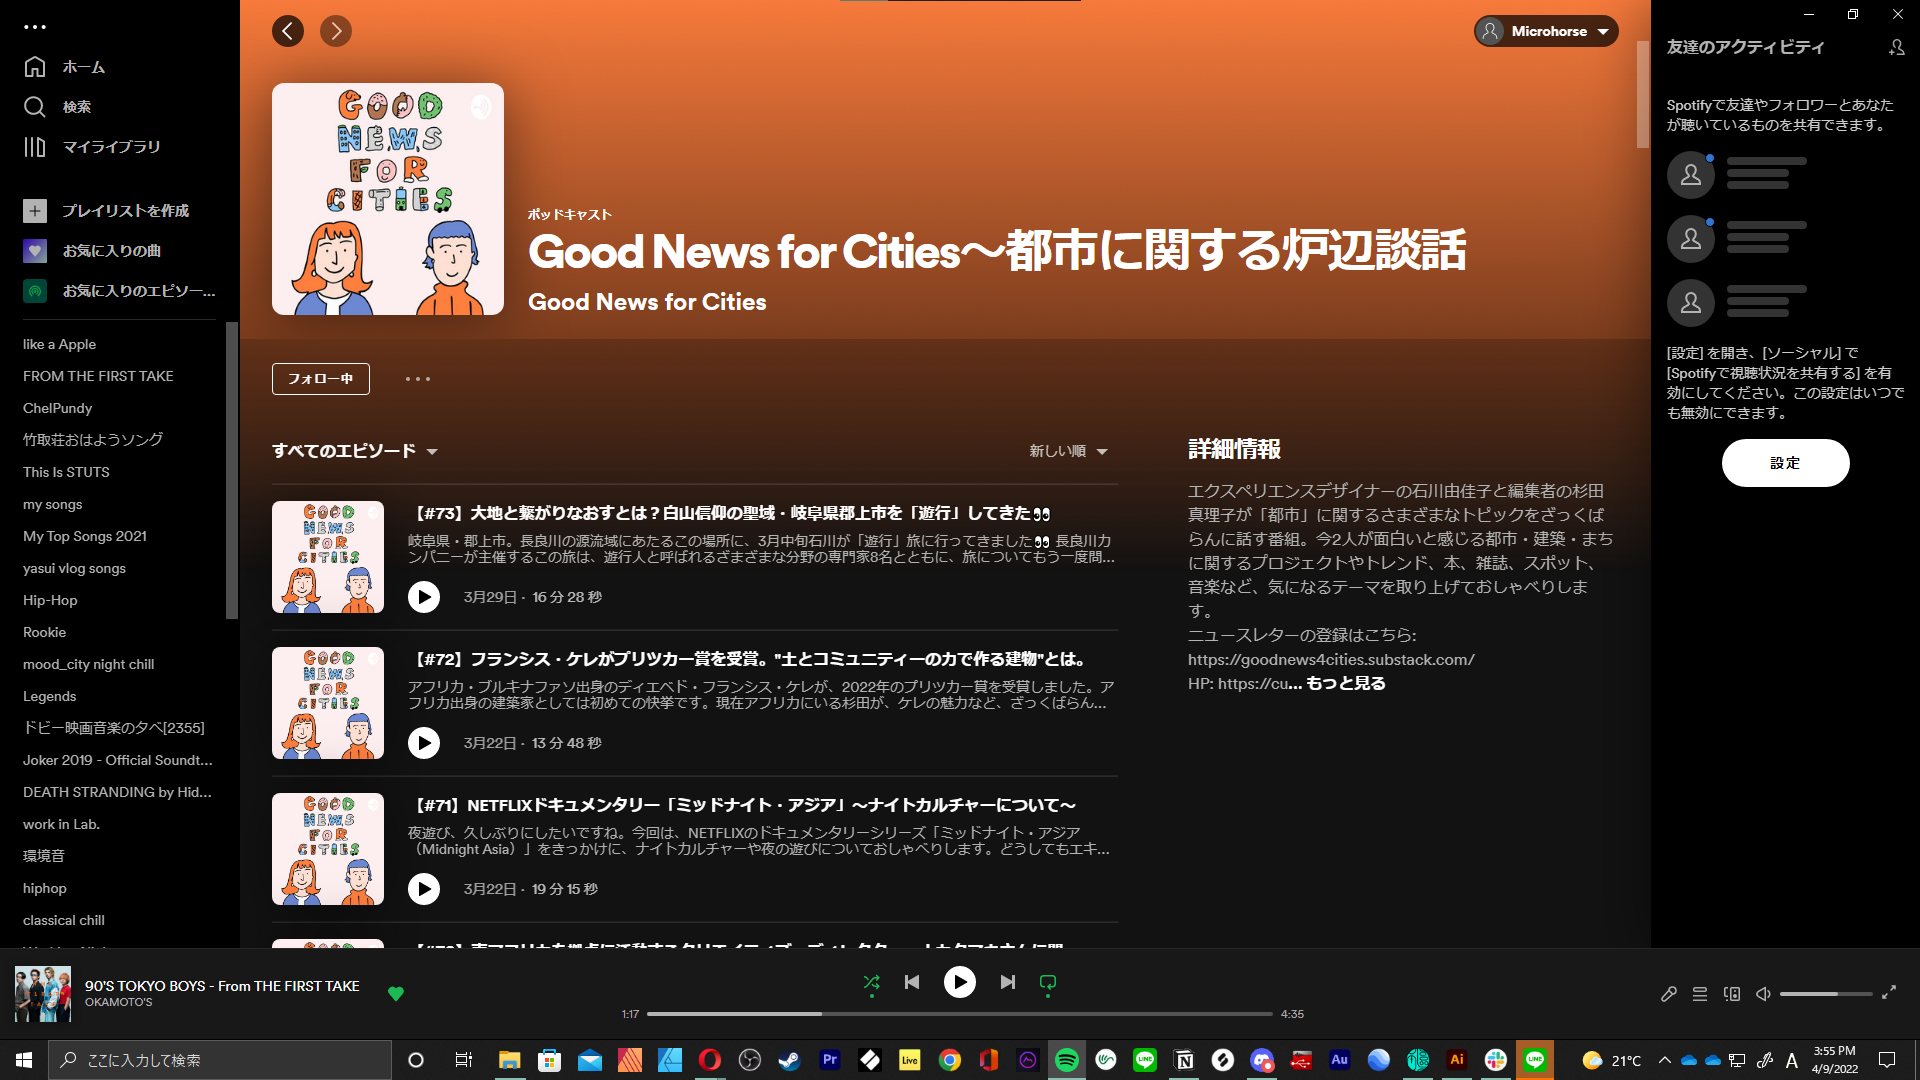 ホーム
検索
マイライブラリ
プレイリストを作成
お気に入りの曲
お気に入りのエピソー...
like a Apple
FROM THE FIRST TAKE
ChelPundy
竹取荘おはようソング
This Is STUTS
my songs
My Top Songs 2021
yasui vlog songs
Hip-Hop
Rookie
mood_city night chill
Legends
ドビー映画音楽の夕べ[2355]
Joker 2019 - Official Soundt...
DEATH STRANDING by Hid...
work in Lab.
環境音
hiphop
classical chill
Microhorse
GOOD
NEWS
FOR
CITIES
ポッドキャスト
Good News for Cities〜都市に関する炉辺談話
Good News for Cities
フォロー中
すべてのエピソード
新しい順
GOOD
NEWS
FOR
CITIES
【#73】大地と繋がりなおすとは？白山信仰の聖域・岐阜県郡上市を「遊行」してきた👀
岐阜県・郡上市。長良川の源流域にあたるこの場所に、3月中旬石川が「遊行」旅に行ってきました👀 長良川カ
ンパニーが主催するこの旅は、遊行人と呼ばれるさまざまな分野の専門家8名とともに、旅についてもう一度問...
3月29日・16 分 28 秒
GOOD
NEWS
FOR
CITIES
【#72】フランシス・ケレがプリツカー賞を受賞。"土とコミュニティーの力で作る建物"とは。
アフリカ・ブルキナファソ出身のディエベド・フランシス・ケレが、2022年のプリツカー賞を受賞しました。ア
フリカ出身の建築家としては初めての快挙です。現在アフリカにいる杉田が、ケレの魅力など、ざっくばらん...
3月22日・13 分 48 秒
GOOD
NEWS
FOR
CITIES
【#71】NETFLIXドキュメンタリー「ミッドナイト・アジア」〜ナイトカルチャーについて〜
夜遊び、久しぶりにしたいですね。今回は、NETFLIXのドキュメンタリーシリーズ「ミッドナイト・アジア
（Midnight Asia）」をきっかけに、ナイトカルチャーや夜の遊びについておしゃべりします。どうしてもエキ...
3月22日・19 分 15 秒
詳細情報
エクスペリエンスデザイナーの石川由佳子と編集者の杉田
真理子が「都市」に関するさまざまなトピックをざっくば
らんに話す番組。今2人が面白いと感じる都市・建築・まち
に関するプロジェクトやトレンド、本、雑誌、スポット、
音楽など、気になるテーマを取り上げておしゃべりしま
す。
ニュースレターの登録はこちら:
https://goodnews4cities.substack.com/
HP: https://cu... もっと見る
友達のアクティビティ
Spotifyで友達やフォロワーとあなた
が聴いているものを共有できます。
[設定] を開き、[ソーシャル] で
[Spotifyで視聴状況を共有する] を有
効にしてください。この設定はいつで
も無効にできます。
設定
90'S TOKYO BOYS - From THE FIRST TAKE
OKAMOTO'S
1:17
4:35
ここに入力して検索
Pr
Live
LINE
Au
Ai
LINE
21°C
A
3:55 PM
4/9/2022